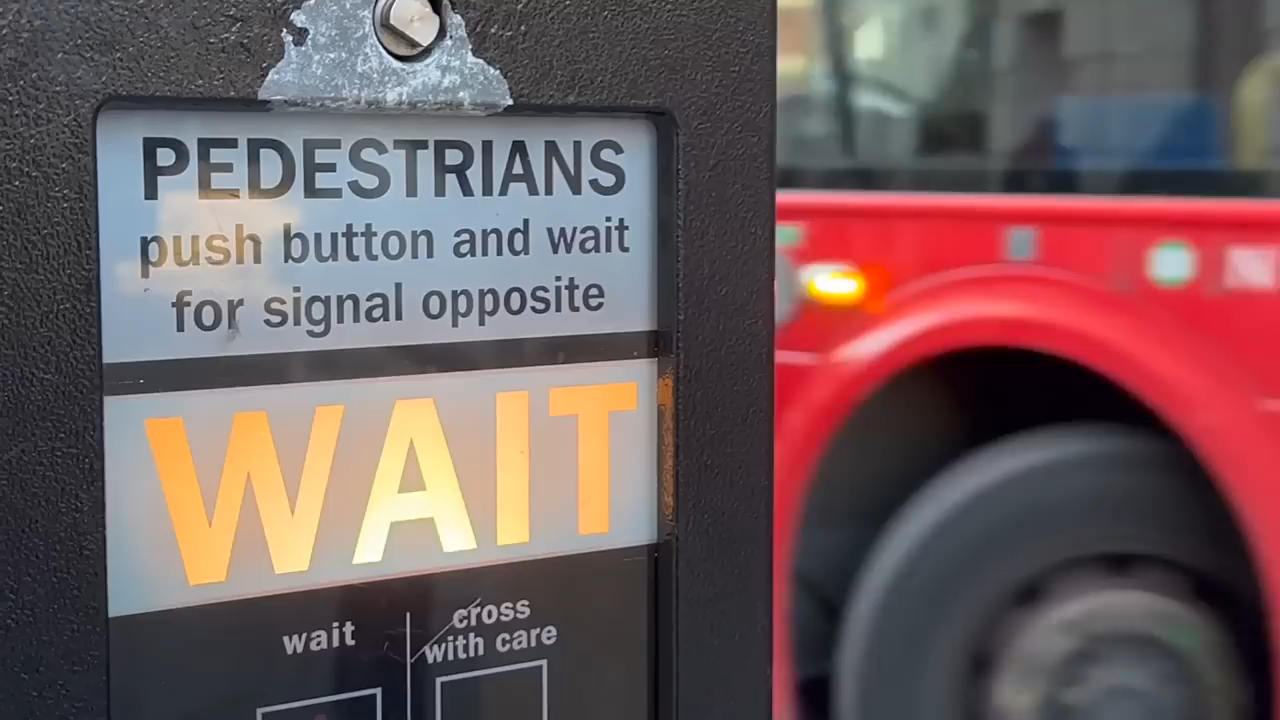 PEDESTRIANS
push button and wait
for signal opposite
WAIT
wait
cross
with care